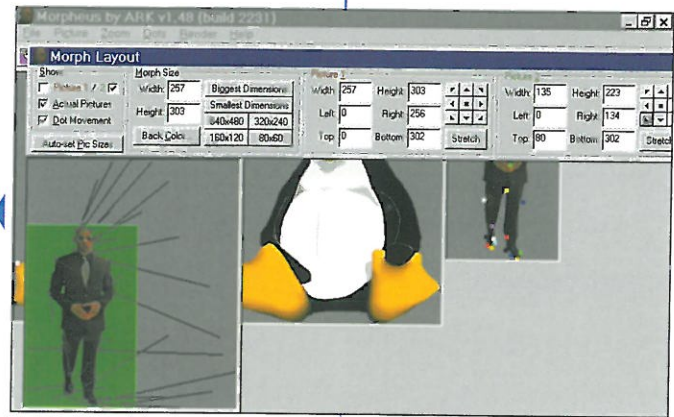 Morpheus by ARK v1.48 (build 2231)
File Picture Zoom Dots Render Help
Morph Layout
Show
Picture 1 / 2
Actual Pictures
Dot Movement
Auto-set Pic Sizes
Morph Size
Width: 257
Height: 303
Back Color...
Biggest Dimensions
Smallest Dimensions
640x480 320x240
160x120 80x60
Picture 1
Width: 257 Height: 303
Left: 0 Right: 256
Top: 0 Bottom: 302
Stretch
Picture 2
Width: 135 Height: 223
Left: 0 Right: 134
Top: 80 Bottom: 302
Stretch